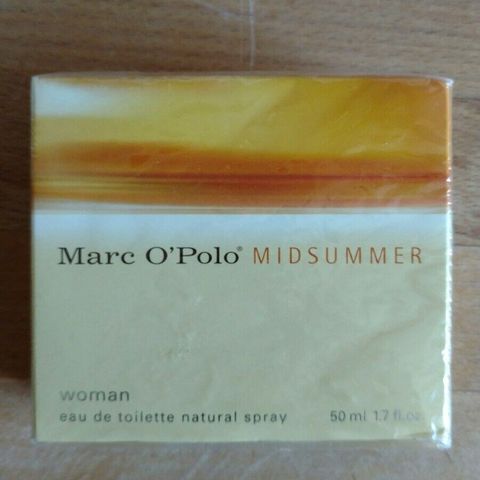 Marc O'Polo® MIDSUMMER
woman
eau de toilette natural spray 50 ml 1.7 fl.oz.